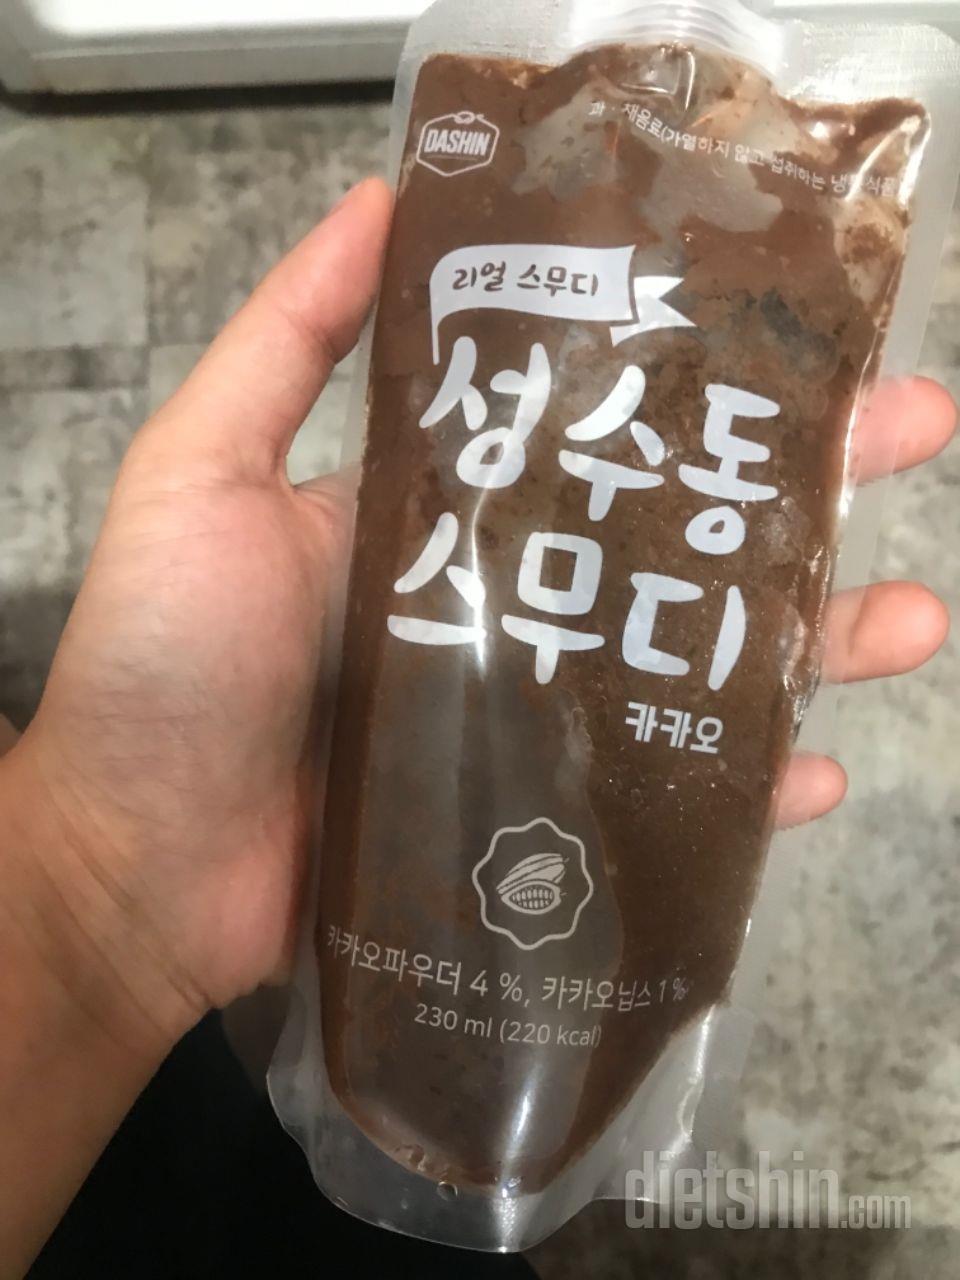 DASHIN
과 · 채음료(가열하지 않고 섭취하는 냉동식품)
리얼 스무디
성수동
스무디
카카오
카카오파우더 4 %, 카카오닙스 1 %
230 ml (220 kcal)
dietshin.com